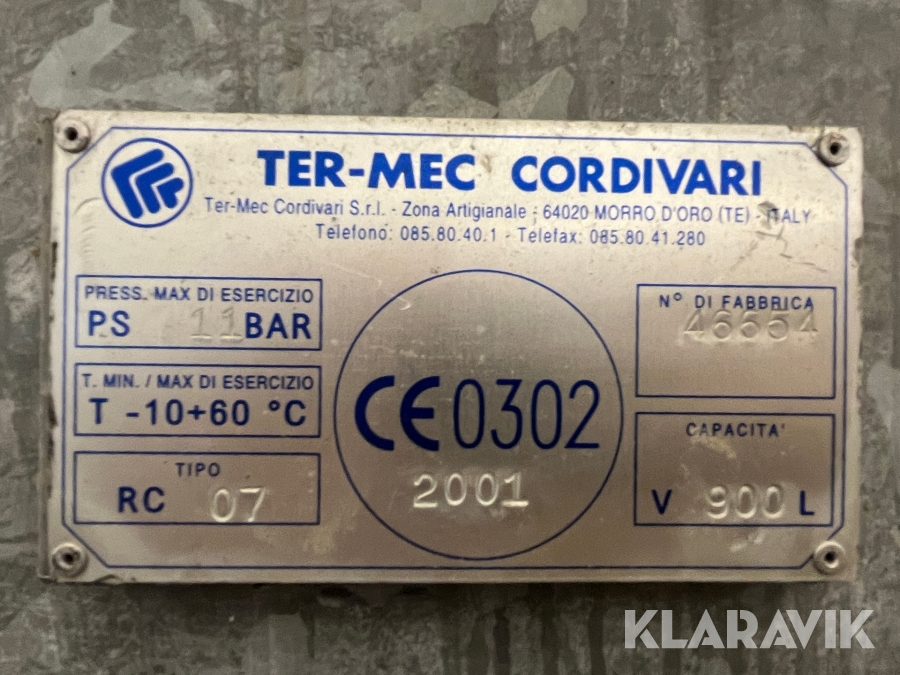 TER-MEC CORDIVARI
Ter-Mec Cordivari S.r.l. - Zona Artigianale - 64020 MORRO D'ORO (TE) - ITALY
Telefono: 085.80.40.1 - Telefax: 085.80.41.280
PRESS. MAX DI ESERCIZIO
PS 11 BAR
T. MIN. / MAX DI ESERCIZIO
T -10+60 °C
TIPO
RC 07
CE 0302
2001
N° DI FABBRICA
46554
CAPACITA'
V 900 L
KLARAVIK